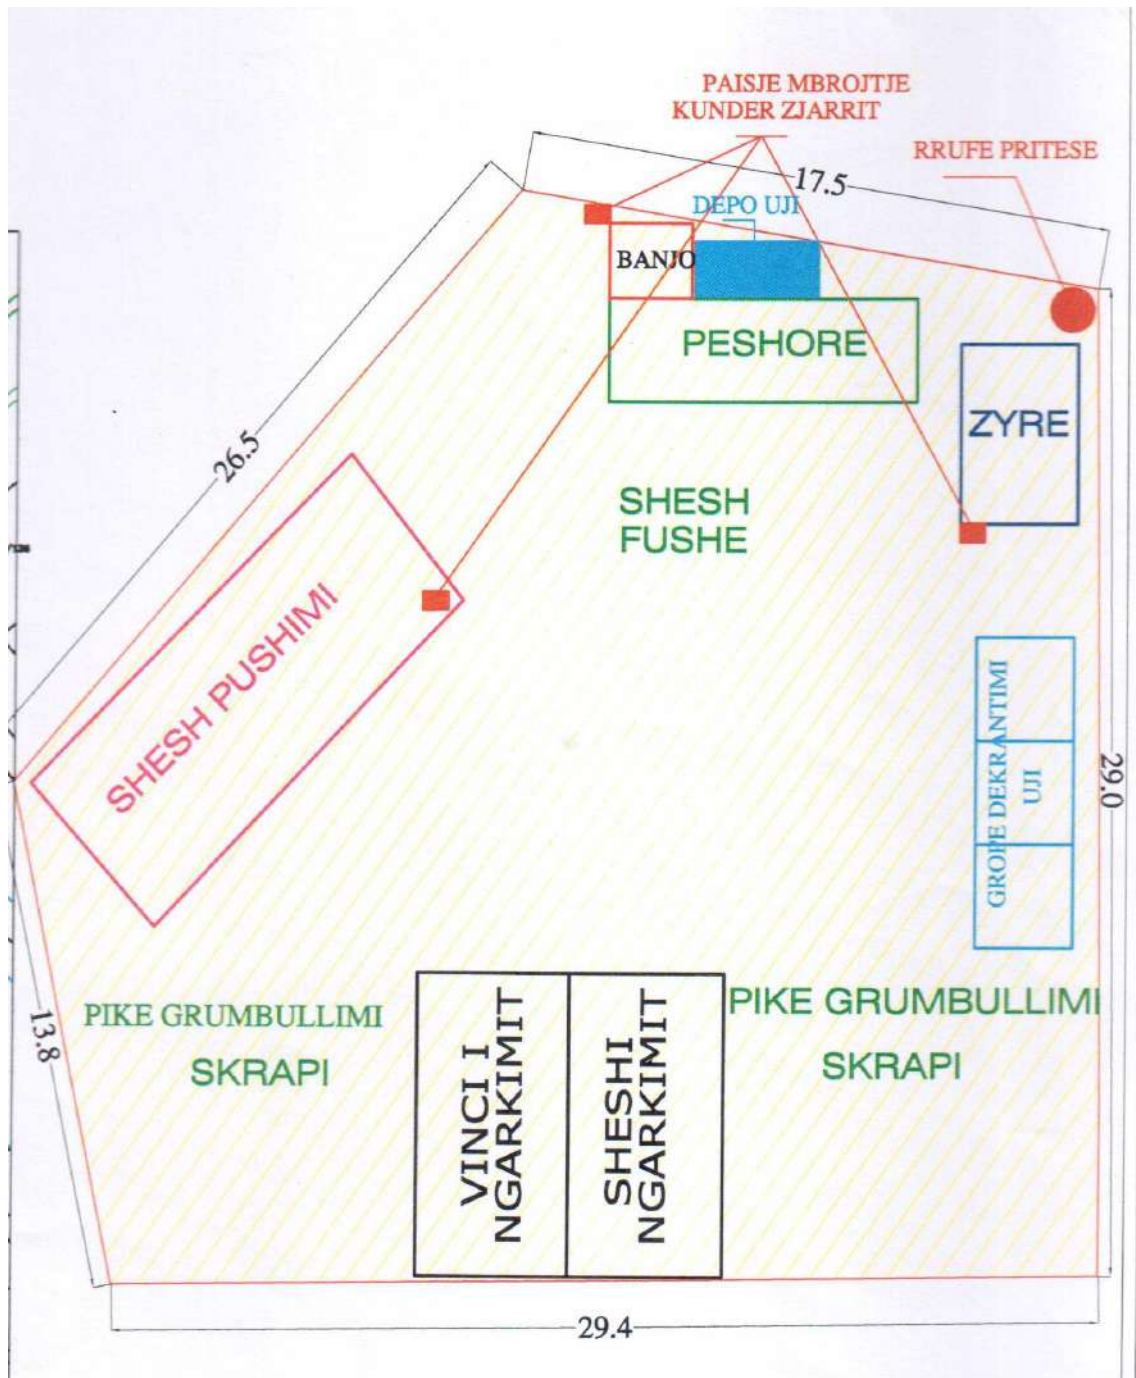 PAISJE MBROJTJE
KUNDER ZJARRIT
RRUFE PRITESE
17.5
DEPO UJI
BANJO
PESHORE
ZYRE
26.5
SHESH
FUSHE
SHESH PUSHIMI
GROPE DEKRANTIMI
UJI
29.0
PIKE GRUMBULLIMI
SKRAPI
13.8
VINCI I
NGARKIMIT
SHESHI
NGARKIMIT
PIKE GRUMBULLIMI
SKRAPI
29.4